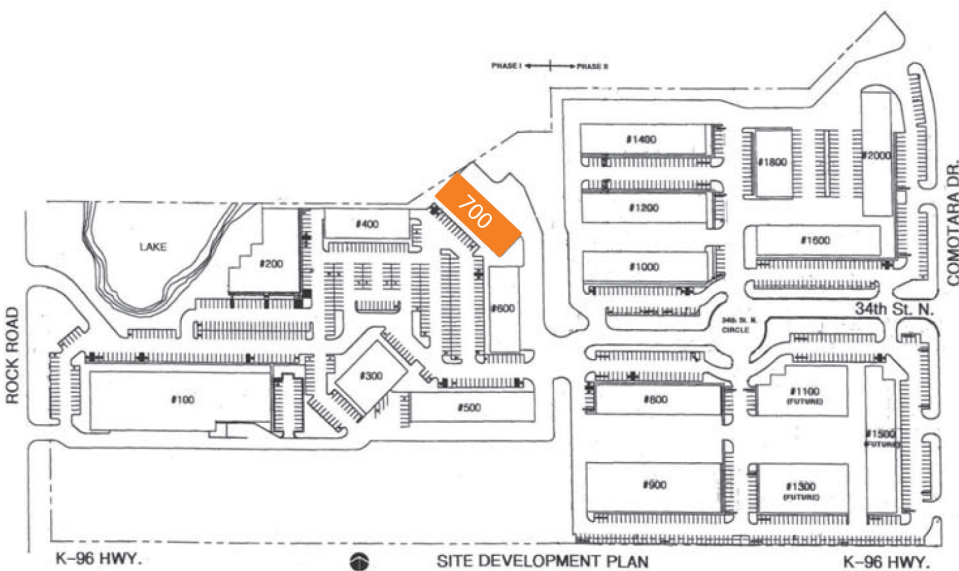 PHASE I PHASE II
#1400
#1800
#2000
700
#1200
#400
LAKE
#200
#1600
#1000
#600
COMOTARA DR.
34th St. N.
34th St. N.
CIRCLE
ROCK ROAD
#300
#100
#500
#800
#1100
(FUTURE)
#1500
(FUTURE)
#900
#1300
(FUTURE)
K-96 HWY.
SITE DEVELOPMENT PLAN
K-96 HWY.